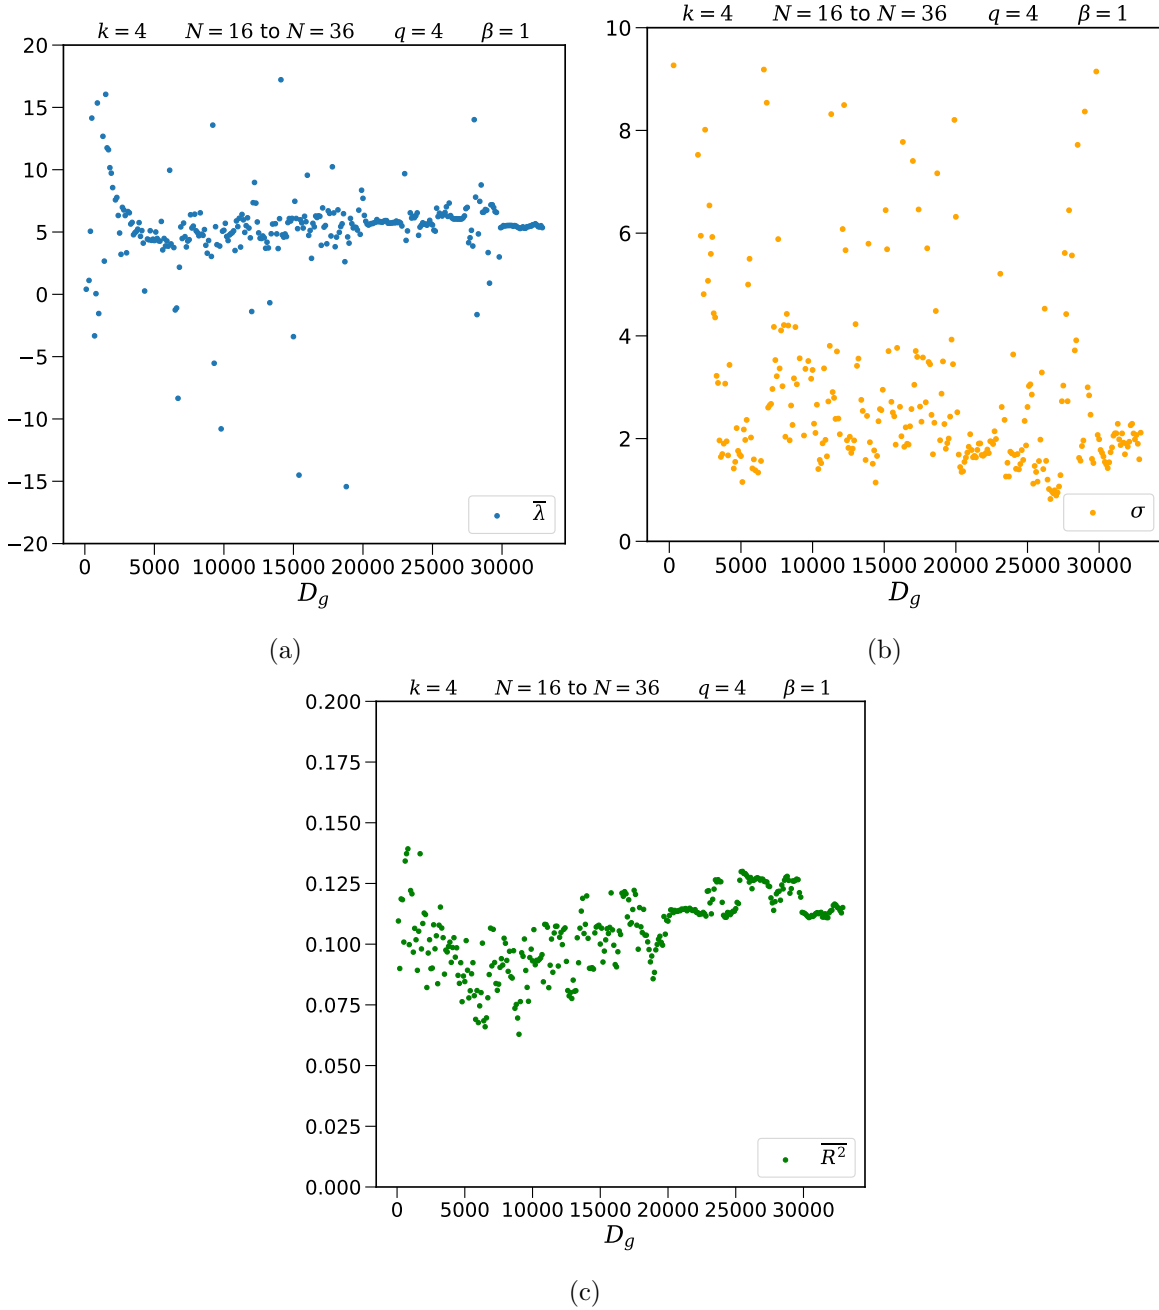 k = 4 N = 16 to N = 36 q = 4 β = 1
20
15
10
5
0
−5
−10
−15
−20
0 5000 10000 15000 20000 25000 30000
D_g
λ̅
(a)
k = 4 N = 16 to N = 36 q = 4 β = 1
10
8
6
4
2
0
0 5000 10000 15000 20000 25000 30000
D_g
σ
(b)
k = 4 N = 16 to N = 36 q = 4 β = 1
0.200
0.175
0.150
0.125
0.100
0.075
0.050
0.025
0.000
0 5000 10000 15000 20000 25000 30000
D_g
R̅²̅
(c)